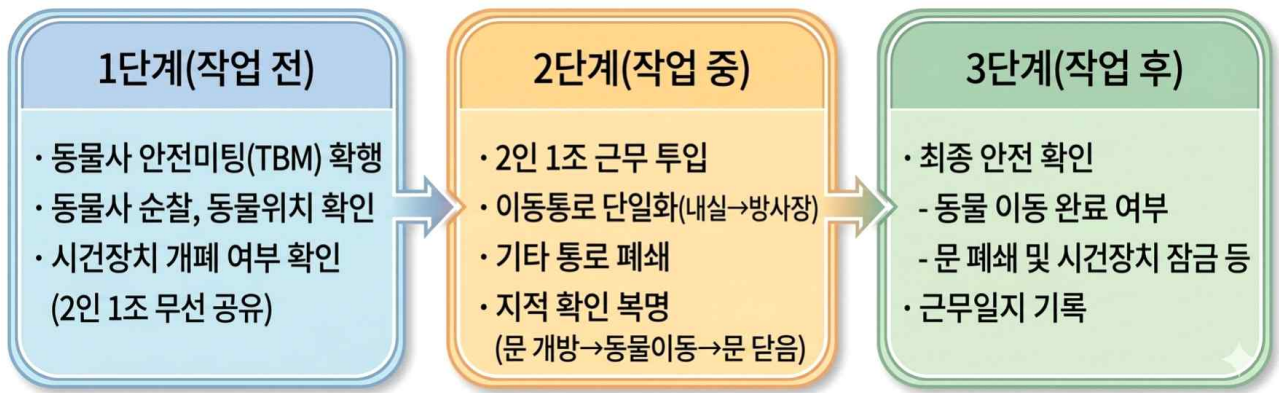 1단계(작업 전)
· 동물사 안전미팅(TBM) 확행
· 동물사 순찰, 동물위치 확인
· 시건장치 개폐 여부 확인
(2인 1조 무선 공유)
2단계(작업 중)
· 2인 1조 근무 투입
· 이동통로 단일화(내실→방사장)
· 기타 통로 폐쇄
· 지적 확인 복명
(문 개방→동물이동→문 닫음)
3단계(작업 후)
· 최종 안전 확인
- 동물 이동 완료 여부
- 문 폐쇄 및 시건장치 잠금 등
· 근무일지 기록